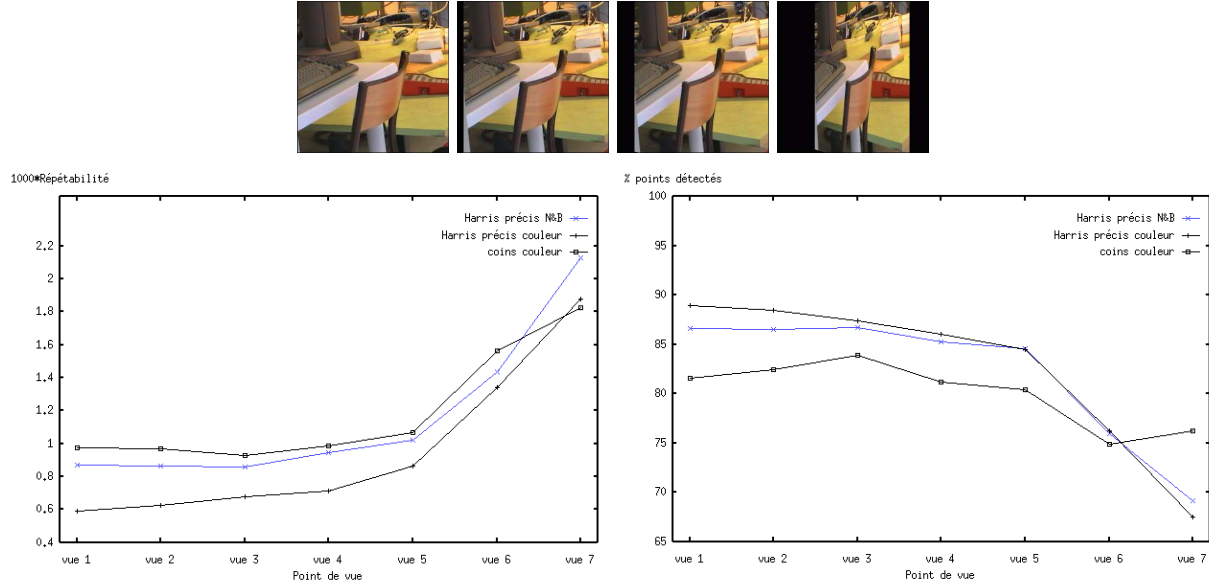 1000*Répétabilité
Harris précis N&B
Harris précis couleur
coins couleur
2.2
2
1.8
1.6
1.4
1.2
1
0.8
0.6
0.4
vue 1 vue 2 vue 3 vue 4 vue 5 vue 6 vue 7
Point de vue
% points détectés
100
Harris précis N&B
Harris précis couleur
coins couleur
95
90
85
80
75
70
65
vue 1 vue 2 vue 3 vue 4 vue 5 vue 6 vue 7
Point de vue